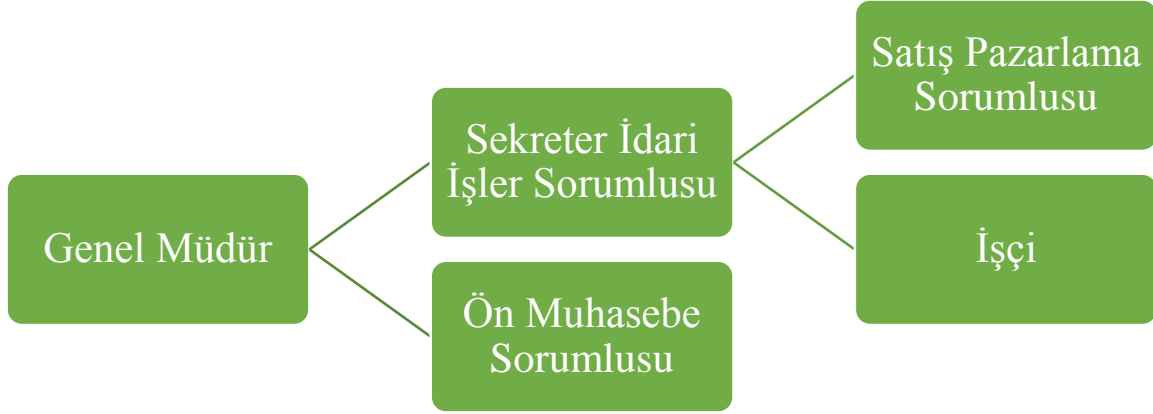 Genel Müdür
Sekreter İdari
İşler Sorumlusu
Satış Pazarlama
Sorumlusu
İşçi
Ön Muhasebe
Sorumlusu